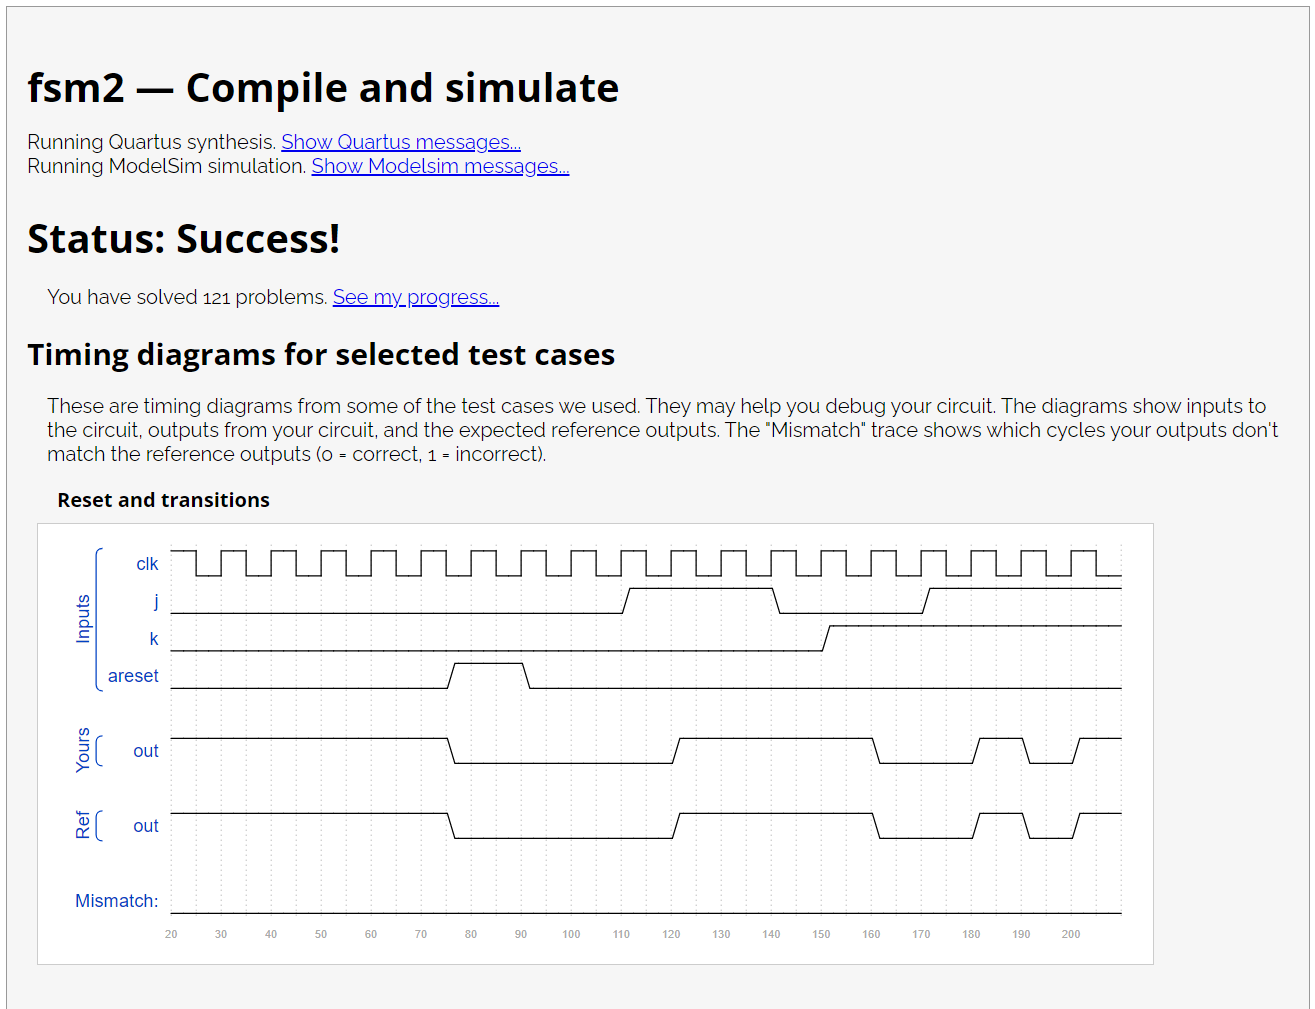 fsm2 — Compile and simulate
Running Quartus synthesis. Show Quartus messages...
Running ModelSim simulation. Show Modelsim messages...
Status: Success!
You have solved 121 problems. See my progress...
Timing diagrams for selected test cases
These are timing diagrams from some of the test cases we used. They may help you debug your circuit. The diagrams show inputs to
the circuit, outputs from your circuit, and the expected reference outputs. The "Mismatch" trace shows which cycles your outputs don't
match the reference outputs (0 = correct, 1 = incorrect).
Reset and transitions
Inputs
clk
j
k
areset
Yours
out
Ref
out
Mismatch:
20 30 40 50 60 70 80 90 100 110 120 130 140 150 160 170 180 190 200